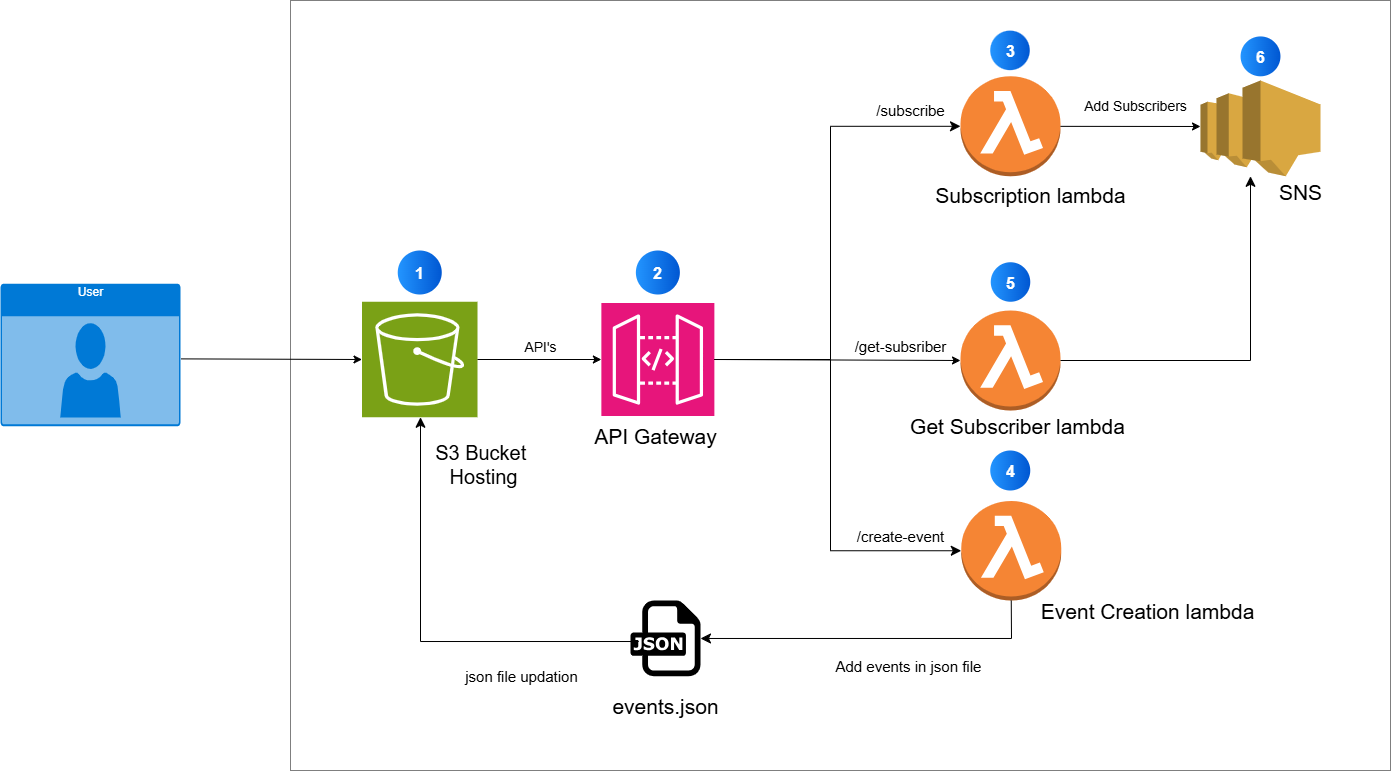 3
6
/subscribe
Add Subscribers
Subscription lambda
SNS
1
2
5
User
API's
/get-subsriber
</>
API Gateway
Get Subscriber lambda
S3 Bucket
Hosting
4
/create-event
Event Creation lambda
JSON
json file updation
Add events in json file
events.json